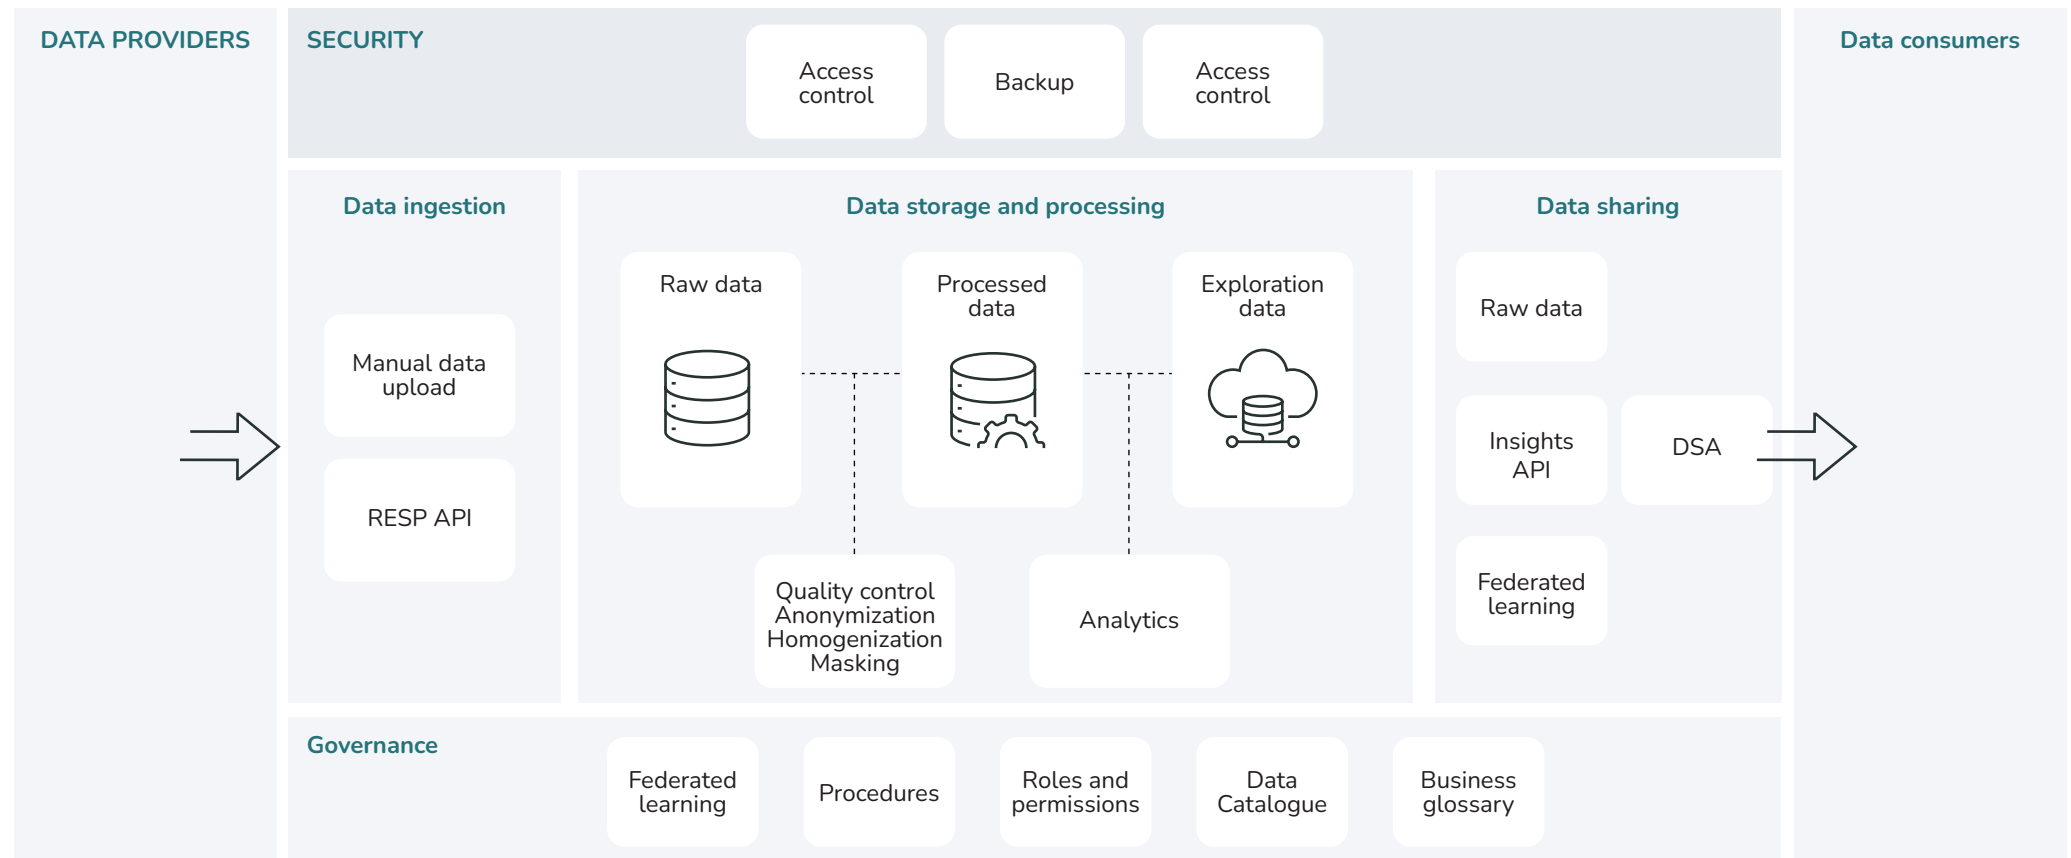 DATA PROVIDERS
SECURITY
Access
control
Backup
Access
control
Data consumers
Data ingestion
Manual data
upload
RESP API
Data storage and processing
Raw data
Processed
data
Exploration
data
Quality control
Anonymization
Homogenization
Masking
Analytics
Data sharing
Raw data
Insights
API
DSA
Federated
learning
Governance
Federated
learning
Procedures
Roles and
permissions
Data
Catalogue
Business
glossary